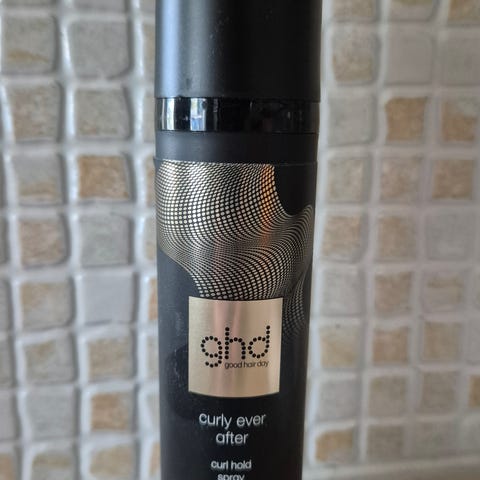 ghd
good hair day
curly ever
after
curl hold
spray